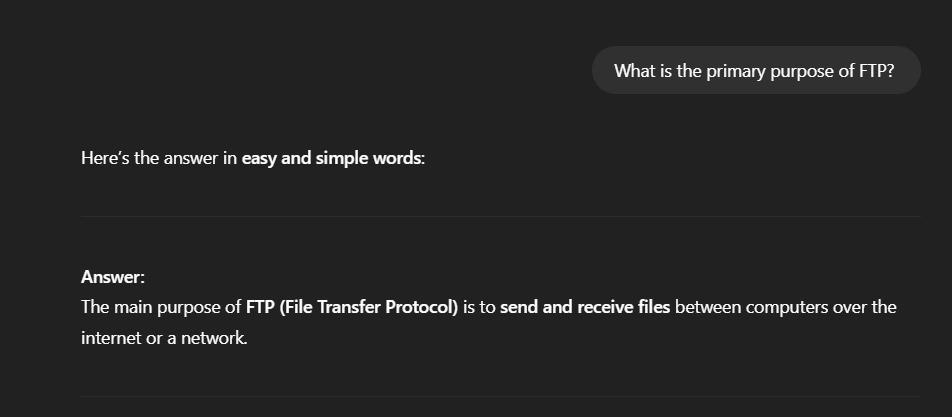 What is the primary purpose of FTP?
Here’s the answer in easy and simple words:
Answer:
The main purpose of FTP (File Transfer Protocol) is to send and receive files between computers over the
internet or a network.